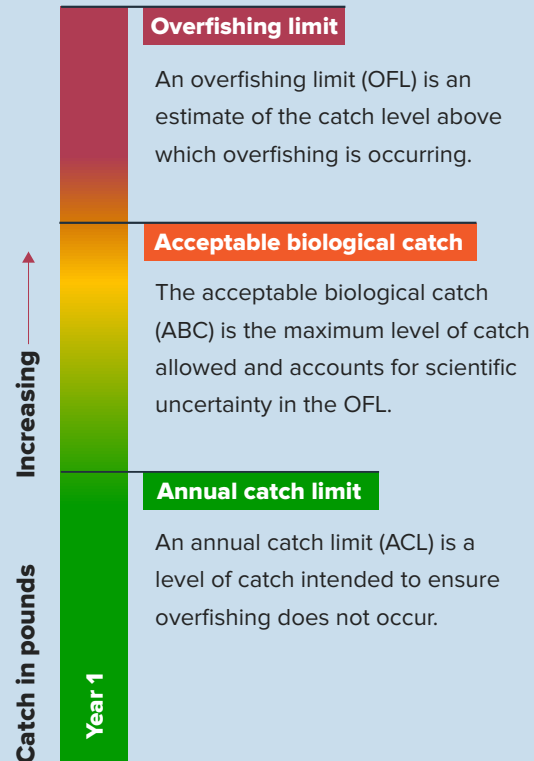 Overfishing limit
An overfishing limit (OFL) is an
estimate of the catch level above
which overfishing is occurring.
Acceptable biological catch
The acceptable biological catch
(ABC) is the maximum level of catch
allowed and accounts for scientific
uncertainty in the OFL.
Annual catch limit
An annual catch limit (ACL) is a
level of catch intended to ensure
overfishing does not occur.
Catch in pounds
Increasing
Year 1